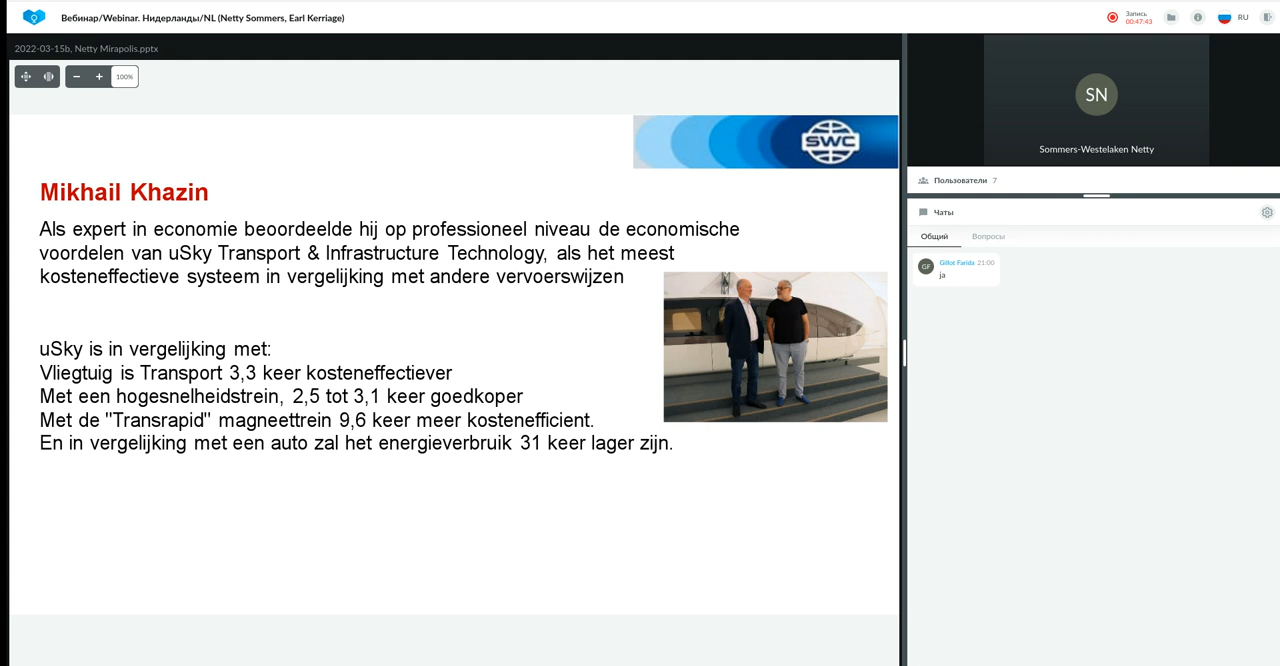 Вебинар/Webinar. Нидерланды/NL (Netty Sommers, Earl Kerriage)
Запись
00:47:43
RU
2022-03-15b, Netty Mirapolis.pptx
100%
SWC
Mikhail Khazin
Als expert in economie beoordeelde hij op professioneel niveau de economische
voordelen van uSky Transport & Infrastructure Technology, als het meest
kosteneffectieve systeem in vergelijking met andere vervoerswijzen
uSky is in vergelijking met:
Vliegtuig is Transport 3,3 keer kosteneffectiever
Met een hogesnelheidstrein, 2,5 tot 3,1 keer goedkoper
Met de "Transrapid" magneettrein 9,6 keer meer kostenefficient.
En in vergelijking met een auto zal het energieverbruik 31 keer lager zijn.
SN
Sommers-Westelaken Netty
Пользователи 7
Чаты
Общий Вопросы
GF
Gillot Farida 21:00
ja